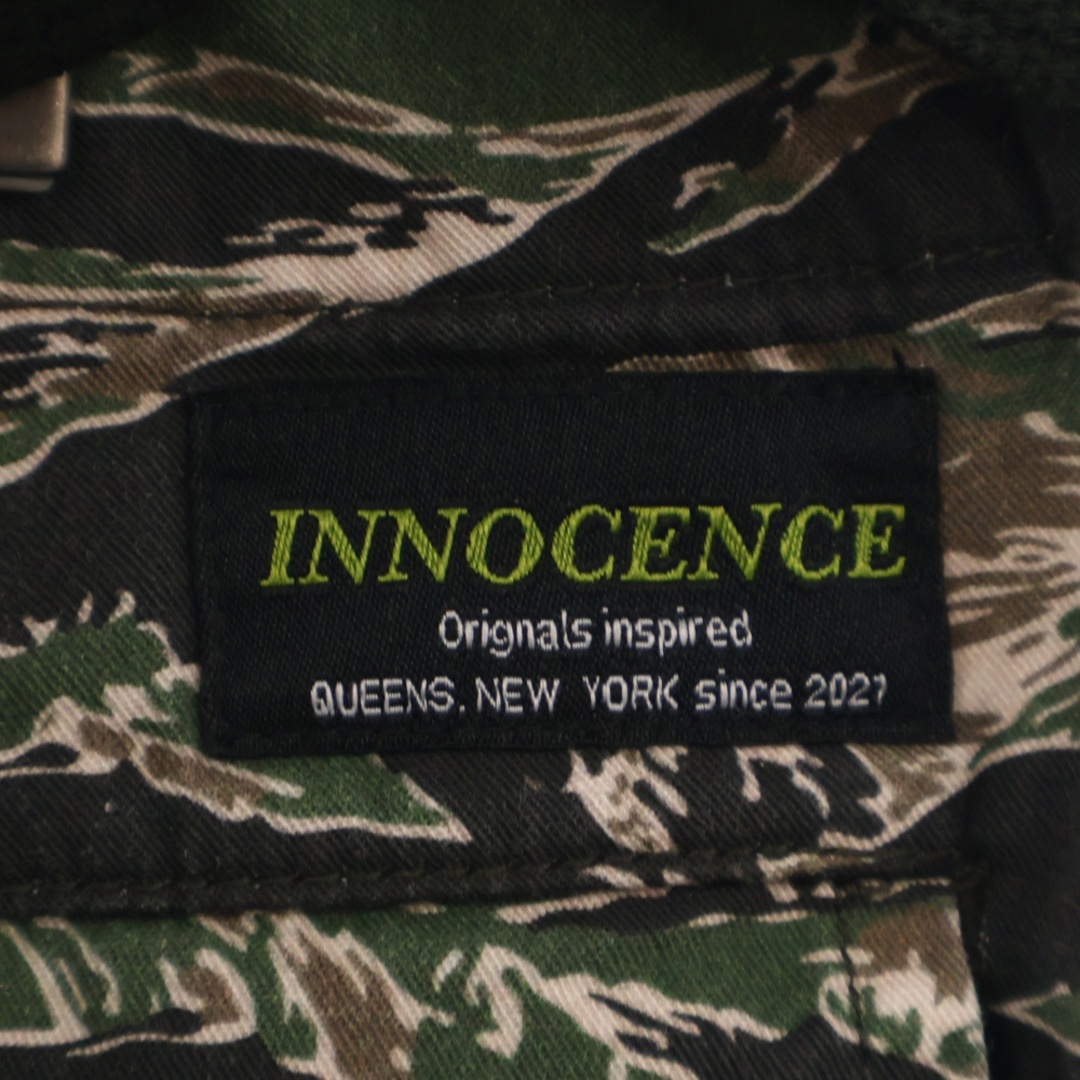 INNOCENCE
Orignals inspired
QUEENS. NEW YORK since 2021